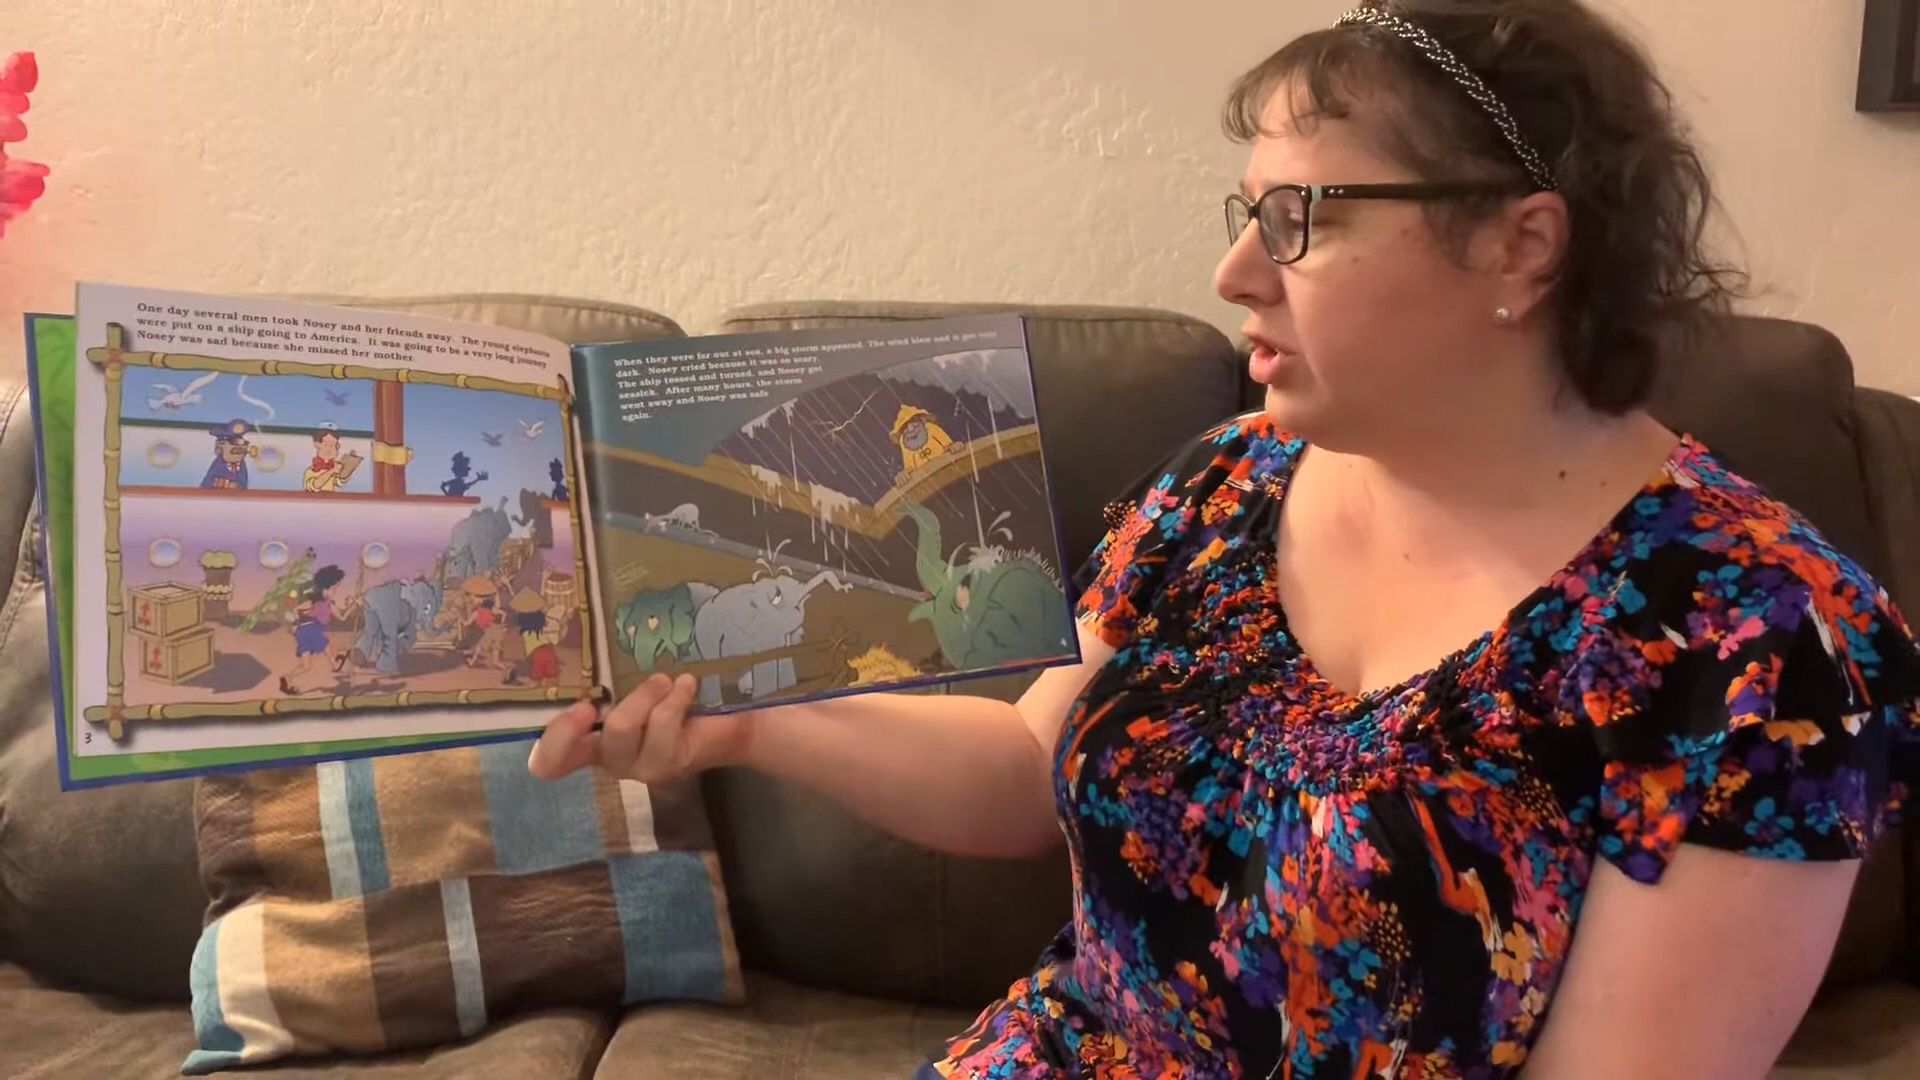 One day several men took Nosey and her friends away. The young elephants
were put on a ship going to America. It was going to be a very long journey
Nosey was sad because she missed her mother.
3
When they were far out at sea, a big storm appeared. The wind blew and it got very
dark. Nosey cried because it was so scary.
The ship tossed and turned, and Nosey got
seasick. After many hours, the storm
went away and Nosey was safe
again.
4